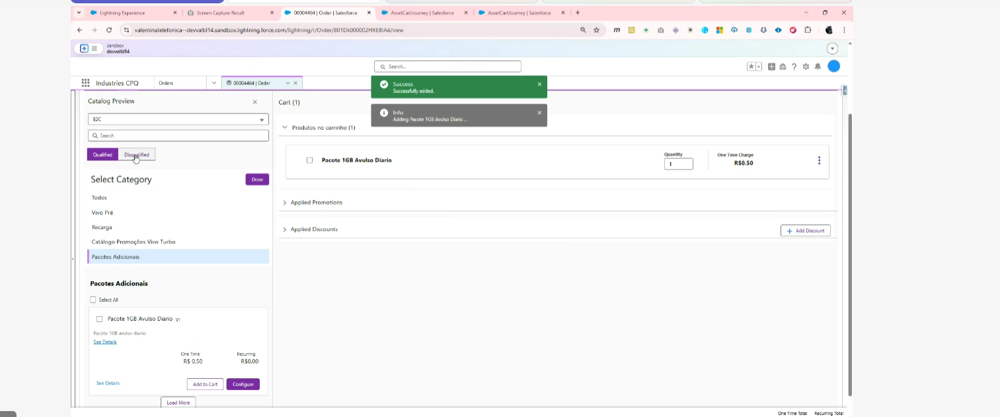 Lightning Experience
Screen Capture Result
00004464 | Order | Salesforce
AssetCartJourney | Salesforce
AssetCartJourney | Salesforce
valentinatelefonica--devvalbl14.sandbox.lightning.force.com/lightning/r/Order/801Dk000002HXEBIA4/view
Sandbox
devvalbl14
Search...
Industries CPQ
Orders
00004464 | Order
Success
Successfully added.
Info
Adding Pacote 1GB Avulso Diario ...
Catalog Preview
B2C
Search
Qualified
Disqualified
Select Category
Done
Todos
Vivo Pré
Recarga
Catálogo Promoções Vivo Turbo
Pacotes Adicionais
Pacotes Adicionais
Select All
Pacote 1GB Avulso Diario V1
Pacote 1GB avulso diario
See Details
One Time
Recurring
R$ 0,50
R$0,00
See Details
Add to Cart
Configure
Load More
Cart (1)
Produtos no carrinho (1)
Pacote 1GB Avulso Diario
Quantity
1
One Time Charge
R$0,50
Applied Promotions
Applied Discounts
Add Discount
One Time Total
Recurring Total